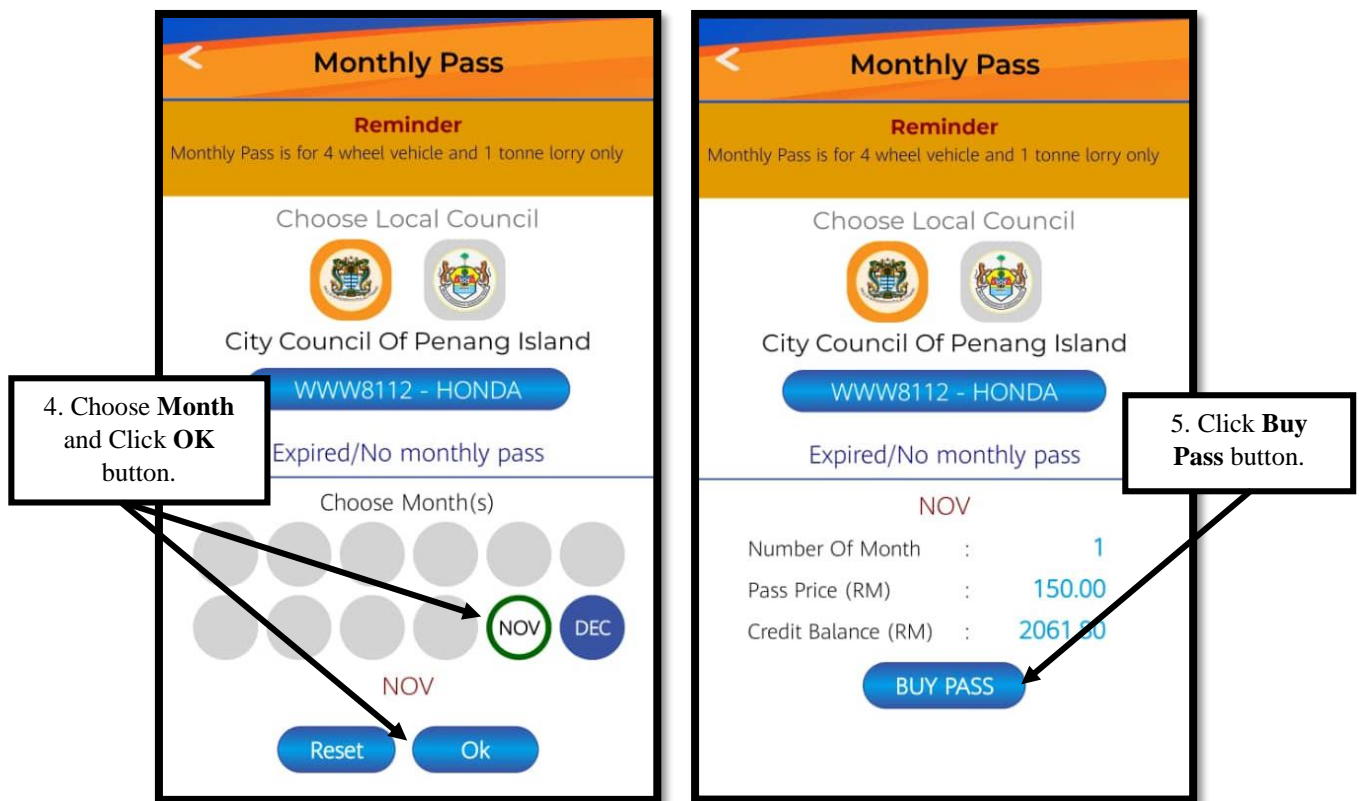 Monthly Pass
Reminder
Monthly Pass is for 4 wheel vehicle and 1 tonne lorry only
Choose Local Council
City Council Of Penang Island
WWW8112 - HONDA
4. Choose Month
and Click OK
button.
Expired/No monthly pass
Choose Month(s)
NOV
DEC
NOV
Reset
Ok
Monthly Pass
Reminder
Monthly Pass is for 4 wheel vehicle and 1 tonne lorry only
Choose Local Council
City Council Of Penang Island
WWW8112 - HONDA
5. Click Buy
Pass button.
Expired/No monthly pass
NOV
Number Of Month : 1
Pass Price (RM) : 150.00
Credit Balance (RM) : 2061.80
BUY PASS